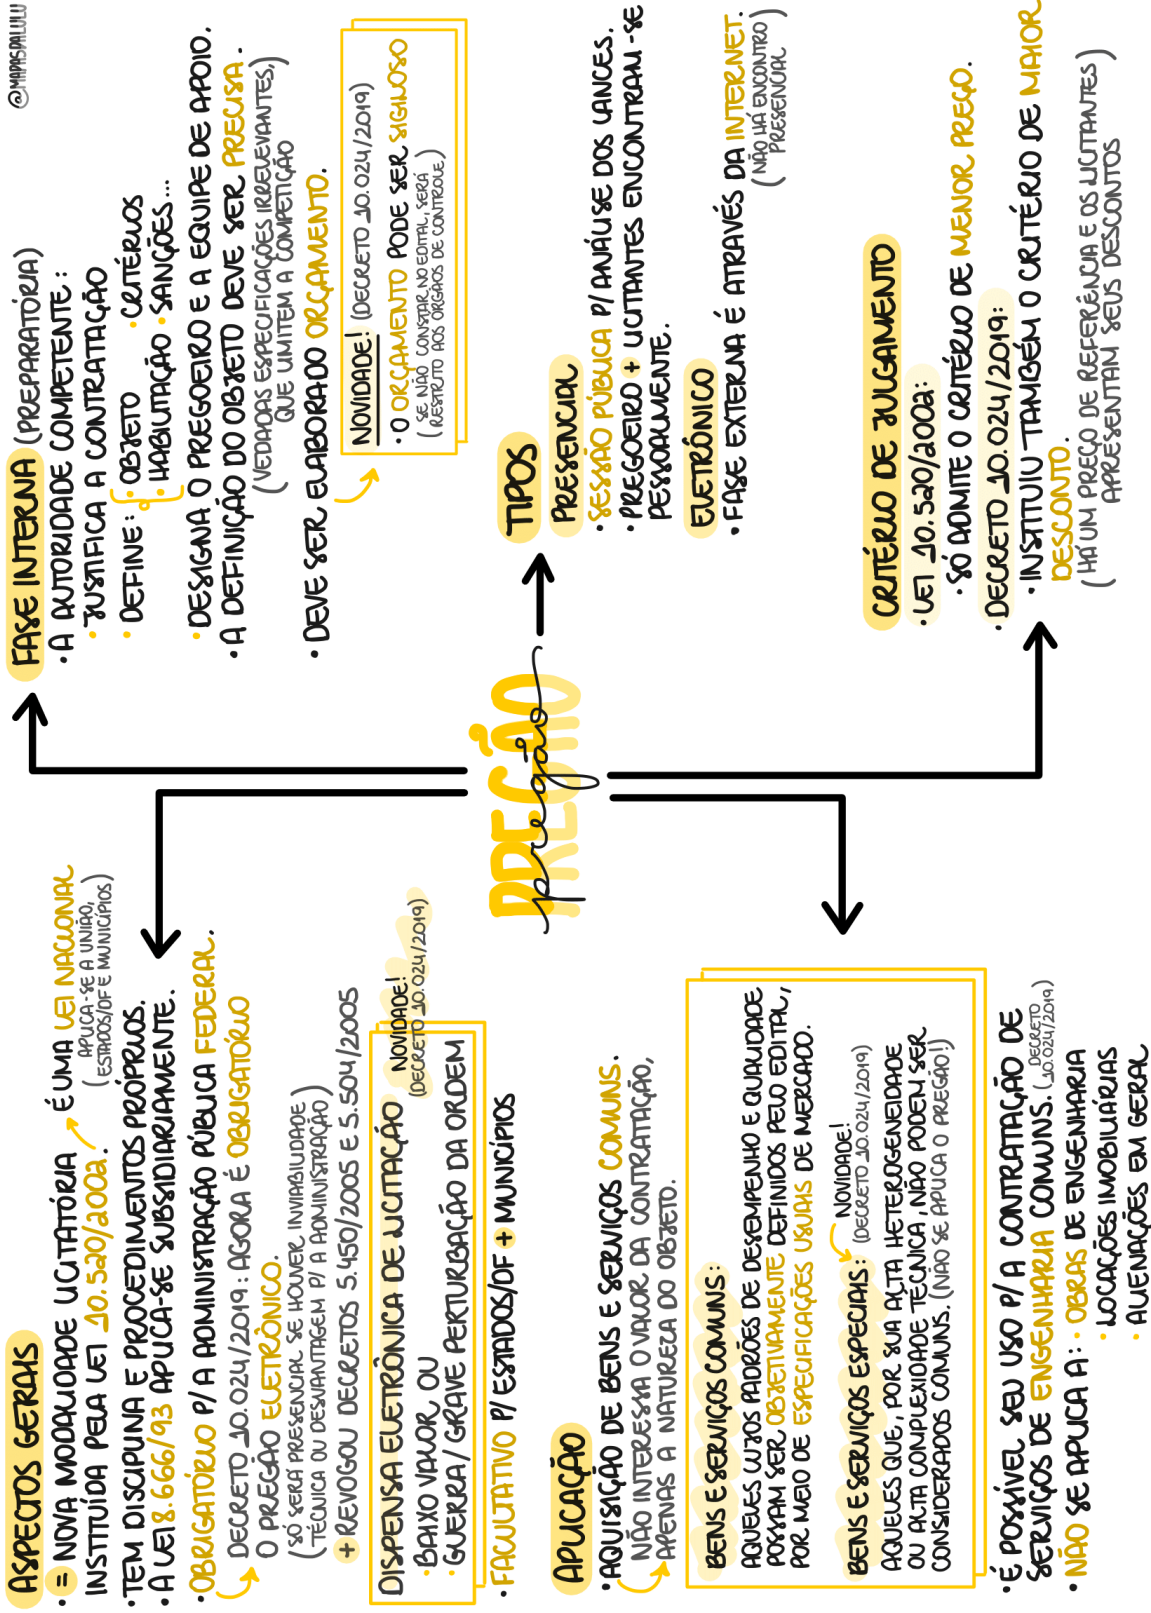 @MAPASDALULU
ASPECTOS GERAIS
• = NOVA MODALIDADE LICITATÓRIA
INSTITUÍDA PELA LEI 10.520/2002.
É UMA LEI NACIONAL
(APLICA-SE A UNIÃO,
ESTADOS/DF E MUNICÍPIOS)
• TEM DISCIPLINA E PROCEDIMENTOS PRÓPRIOS.
• A LEI 8.666/93 APLICA-SE SUBSIDIARIAMENTE.
• OBRIGATÓRIO P/ A ADMINISTRAÇÃO PÚBLICA FEDERAL.
DECRETO 10.024/2019: AGORA É OBRIGATÓRIO
O PREGÃO ELETRÔNICO.
(SÓ SERÁ PRESENCIAL SE HOUVER INVIABILIDADE
TÉCNICA OU DESVANTAGEM P/ A ADMINISTRAÇÃO)
+ REVOGOU DECRETOS 5.450/2005 E 5.504/2005
DISPENSA ELETRÔNICA DE LICITAÇÃO
NOVIDADE!
(DECRETO 10.024/2019)
• BAIXO VALOR OU
• GUERRA/GRAVE PERTURBAÇÃO DA ORDEM
• FACULTATIVO P/ ESTADOS/DF + MUNICÍPIOS
FASE INTERNA (PREPARATÓRIA)
• A AUTORIDADE COMPETENTE:
• JUSTIFICA A CONTRATAÇÃO
• DEFINE: • OBJETO • CRITÉRIOS
• HABILITAÇÃO • SANÇÕES...
• DESIGNA O PREGOEIRO E A EQUIPE DE APOIO.
• A DEFINIÇÃO DO OBJETO DEVE SER PRECISA.
(VEDADAS ESPECIFICAÇÕES IRRELEVANTES,
QUE LIMITEM A COMPETIÇÃO)
• DEVE SER ELABORADO ORÇAMENTO.
NOVIDADE! (DECRETO 10.024/2019)
• O ORÇAMENTO PODE SER SIGILOSO
(SE NÃO CONSTAR NO EDITAL, SERÁ
RESTRITO AOS ORGÃOS DE CONTROLE)
PREGÃO
pregão
TIPOS
PRESENCIAL
• SESSÃO PÚBLICA P/ ANÁLISE DOS LANCES.
• PREGOEIRO + LICITANTES ENCONTRAM-SE
PESSOALMENTE.
ELETRÔNICO
• FASE EXTERNA É ATRAVÉS DA INTERNET.
(NÃO HÁ ENCONTRO
PRESENCIAL)
APLICAÇÃO
• AQUISIÇÃO DE BENS E SERVIÇOS COMUNS.
NÃO INTERESSA O VALOR DA CONTRATAÇÃO,
APENAS A NATUREZA DO OBJETO.
BENS E SERVIÇOS COMUNS:
AQUELES CUJOS PADRÕES DE DESEMPENHO E QUALIDADE
POSSAM SER OBJETIVAMENTE DEFINIDOS PELO EDITAL,
POR MEIO DE ESPECIFICAÇÕES USUAIS DE MERCADO.
NOVIDADE!
BENS E SERVIÇOS ESPECIAIS: (DECRETO 10.024/2019)
AQUELES QUE, POR SUA ALTA HETEROGENEIDADE
OU ALTA COMPLEXIDADE TÉCNICA, NÃO PODEM SER
CONSIDERADOS COMUNS. (NÃO SE APLICA O PREGÃO!)
• É POSSÍVEL SEU USO P/ A CONTRATAÇÃO DE
SERVIÇOS DE ENGENHARIA COMUNS. (DECRETO
10.024/2019)
• NÃO SE APLICA A: • OBRAS DE ENGENHARIA
• LOCAÇÕES IMOBILIÁRIAS
• ALIENAÇÕES EM GERAL
CRITÉRIO DE JULGAMENTO
• LEI 10.520/2002:
• SÓ ADMITE O CRITÉRIO DE MENOR PREÇO.
• DECRETO 10.024/2019:
• INSTITUIU TAMBÉM O CRITÉRIO DE MAIOR
DESCONTO.
(HÁ UM PREÇO DE REFERÊNCIA E OS LICITANTES
APRESENTAM SEUS DESCONTOS)